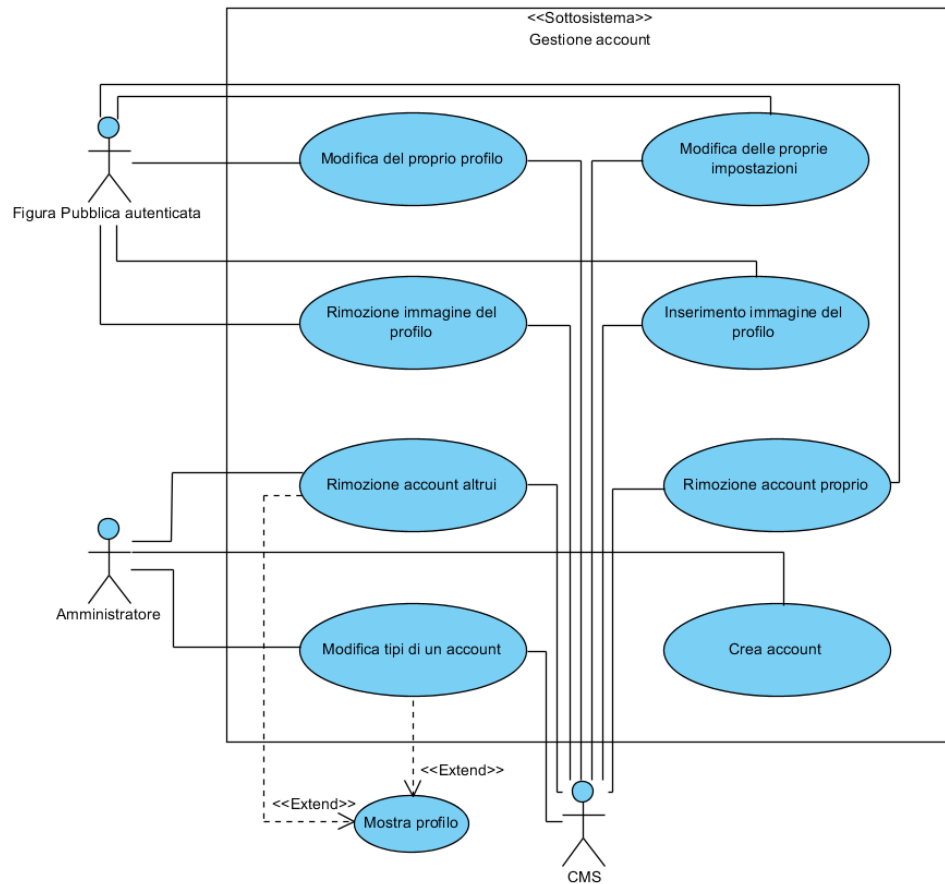 <<Sottosistema>>
Gestione account
Modifica del proprio profilo
Modifica delle proprie
impostazioni
Figura Pubblica autenticata
Rimozione immagine del
profilo
Inserimento immagine del
profilo
Rimozione account altrui
Rimozione account proprio
Amministratore
Modifica tipi di un account
Crea account
<<Extend>>
<<Extend>>
Mostra profilo
CMS